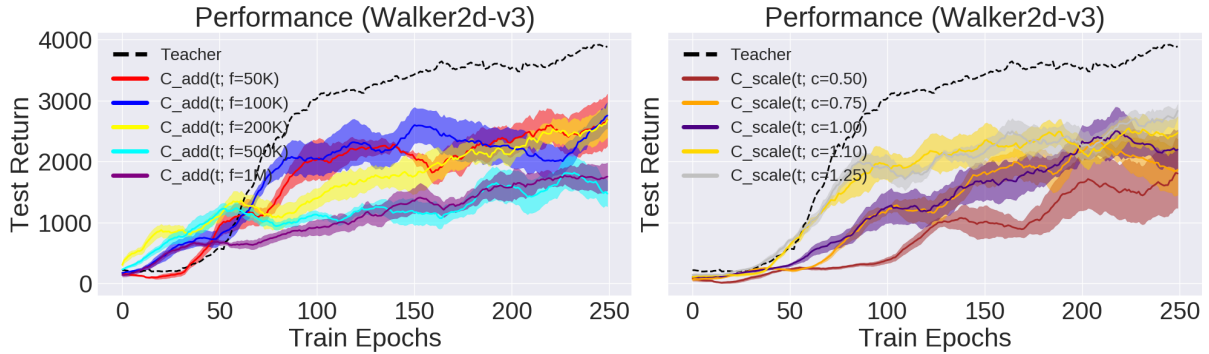 Performance (Walker2d-v3)
Test Return
4000
3000
2000
1000
0
Teacher
C_add(t; f=50K)
C_add(t; f=100K)
C_add(t; f=200K)
C_add(t; f=500K)
C_add(t; f=1M)
0 50 100 150 200 250
Train Epochs
Performance (Walker2d-v3)
Test Return
Teacher
C_scale(t; c=0.50)
C_scale(t; c=0.75)
C_scale(t; c=1.00)
C_scale(t; c=1.10)
C_scale(t; c=1.25)
0 50 100 150 200 250
Train Epochs